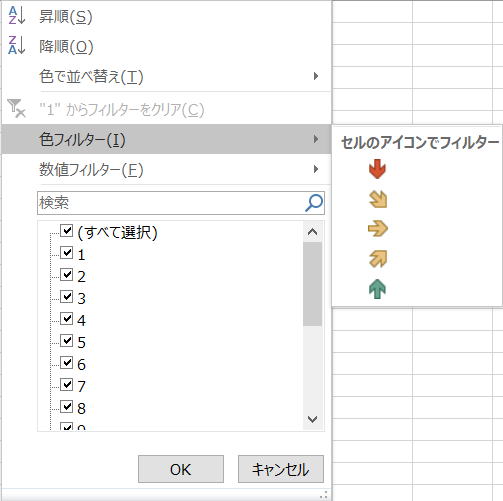 昇順(S)
降順(O)
色で並べ替え(T)
"1" からフィルターをクリア(C)
色フィルター(I)
数値フィルター(F)
セルのアイコンでフィルター
検索
(すべて選択)
1
2
3
4
5
6
7
8
9
OK
キャンセル